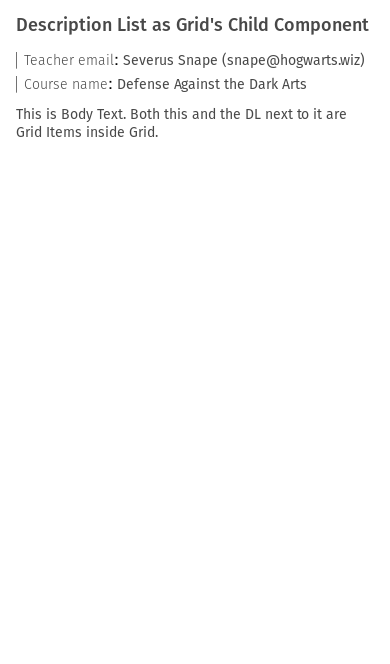 Description List as Grid's Child Component
Teacher email: Severus Snape (snape@hogwarts.wiz)
Course name: Defense Against the Dark Arts
This is Body Text. Both this and the DL next to it are
Grid Items inside Grid.